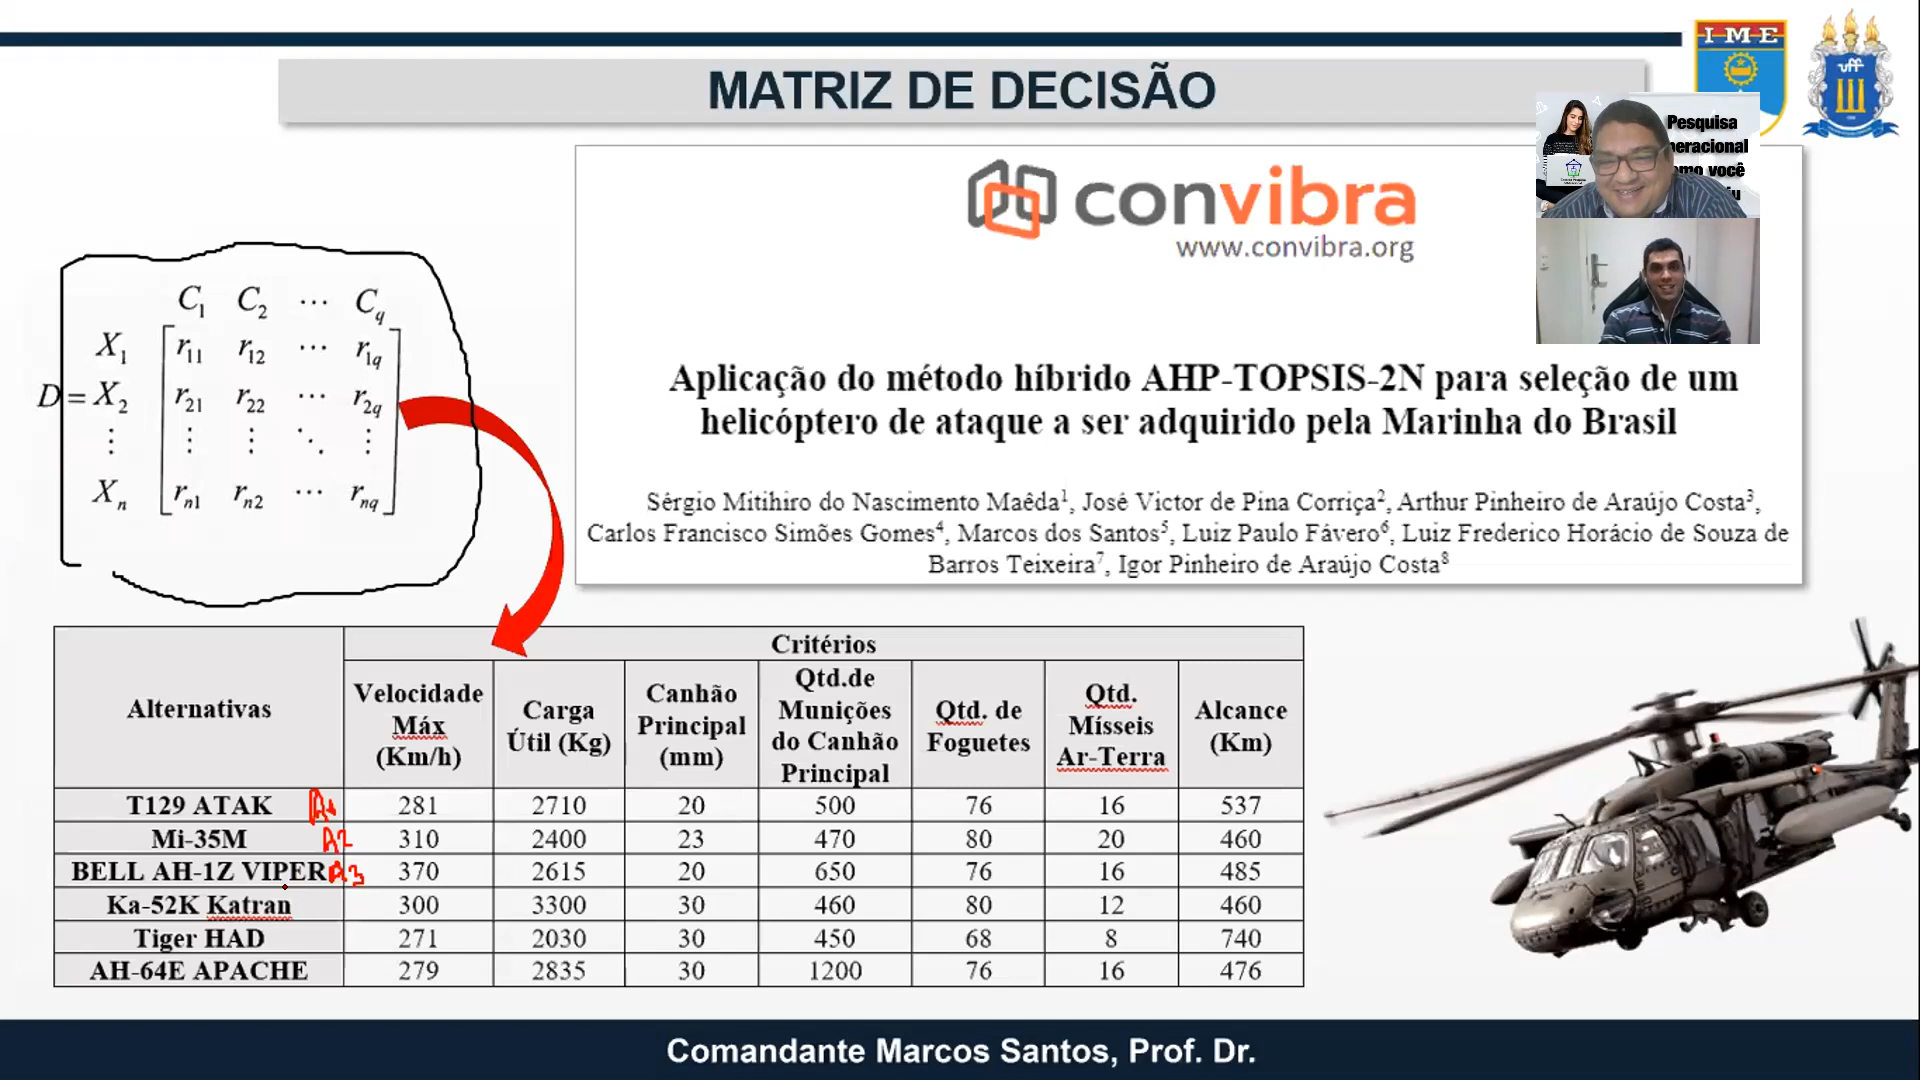 MATRIZ DE DECISÃO
IME
uff
Pesquisa
convibra
www.convibra.org
Aplicação do método híbrido AHP-TOPSIS-2N para seleção de um
helicóptero de ataque a ser adquirido pela Marinha do Brasil
Sérgio Mitihiro do Nascimento Maêda¹, José Victor de Pina Corriça², Arthur Pinheiro de Araújo Costa³,
Carlos Francisco Simões Gomes⁴, Marcos dos Santos⁵, Luiz Paulo Fávero⁶, Luiz Frederico Horácio de Souza de
Barros Teixeira⁷, Igor Pinheiro de Araújo Costa⁸
C₁ C₂ ⋯ C_q
X₁ r₁₁ r₁₂ ⋯ r₁q
D = X₂ r₂₁ r₂₂ ⋯ r₂q
⋮ ⋮ ⋮ ⋱ ⋮
Xₙ rₙ₁ rₙ₂ ⋯ r_nq
Alternativas Critérios
Velocidade Máx (Km/h) Carga Útil (Kg) Canhão Principal (mm) Qtd.de Munições do Canhão Principal Qtd. de Foguetes Qtd. Mísseis Ar-Terra Alcance (Km)
T129 ATAK A1 281 2710 20 500 76 16 537
Mi-35M A2 310 2400 23 470 80 20 460
BELL AH-1Z VIPER A3 370 2615 20 650 76 16 485
Ka-52K Katran 300 3300 30 460 80 12 460
Tiger HAD 271 2030 30 450 68 8 740
AH-64E APACHE 279 2835 30 1200 76 16 476
Comandante Marcos Santos, Prof. Dr.